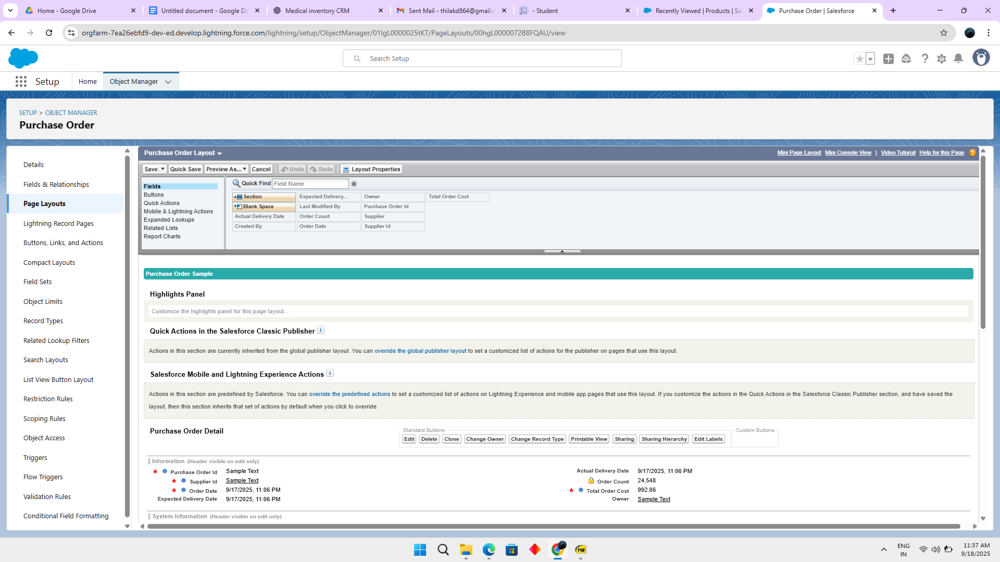 Home - Google Drive
Untitled document - Google Do
Medical inventory CRM
Sent Mail - thilakd864@gmail.c
- Student
Recently Viewed | Products | Sa
Purchase Order | Salesforce
orgfarm-7ea26ebfd9-dev-ed.develop.lightning.force.com/lightning/setup/ObjectManager/01IgL0000025tKT/PageLayouts/00hgL0000072B8FQAU/view
Search Setup
Setup
Home
Object Manager
SETUP > OBJECT MANAGER
Purchase Order
Details
Fields & Relationships
Page Layouts
Lightning Record Pages
Buttons, Links, and Actions
Compact Layouts
Field Sets
Object Limits
Record Types
Related Lookup Filters
Search Layouts
List View Button Layout
Restriction Rules
Scoping Rules
Object Access
Triggers
Flow Triggers
Validation Rules
Conditional Field Formatting
Purchase Order Layout
Mini Page Layout Mini Console View | Video Tutorial Help for this Page ?
Save Quick Save Preview As... Cancel Undo Redo Layout Properties
Fields
Buttons
Quick Actions
Mobile & Lightning Actions
Expanded Lookups
Related Lists
Report Charts
Quick Find Field Name
Section Expected Delivery... Owner Total Order Cost
Blank Space Last Modified By Purchase Order Id
Actual Delivery Date Order Count Supplier
Created By Order Date Supplier Id
Purchase Order Sample
Highlights Panel
Customize the highlights panel for this page layout...
Quick Actions in the Salesforce Classic Publisher i
Actions in this section are currently inherited from the global publisher layout. You can override the global publisher layout to set a customized list of actions for the publisher on pages that use this layout.
Salesforce Mobile and Lightning Experience Actions i
Actions in this section are predefined by Salesforce. You can override the predefined actions to set a customized list of actions on Lightning Experience and mobile app pages that use this layout. If you customize the actions in the Quick Actions in the Salesforce Classic Publisher section, and have saved the
layout, then this section inherits that set of actions by default when you click to override.
Purchase Order Detail
Standard Buttons
Edit Delete Clone Change Owner Change Record Type Printable View Sharing Sharing Hierarchy Edit Labels
Custom Buttons
Information (Header visible on edit only)
* Purchase Order Id Sample Text
* Supplier Id Sample Text
* Order Date 9/17/2025, 11:06 PM
Expected Delivery Date 9/17/2025, 11:06 PM
Actual Delivery Date 9/17/2025, 11:06 PM
Order Count 24,548
* Total Order Cost 992.86
Owner Sample Text
System Information (Header visible on edit only)
PDF
ENG
IN
11:37 AM
9/18/2025